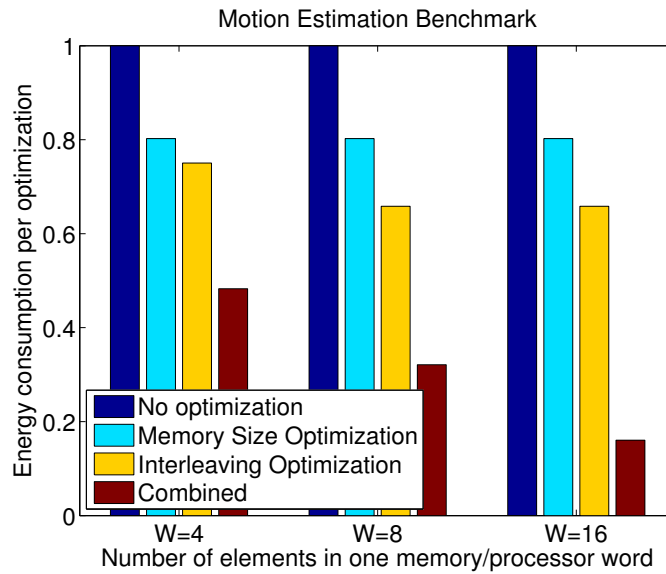 Motion Estimation Benchmark
Energy consumption per optimization
1
0.8
0.6
0.4
0.2
0
No optimization
Memory Size Optimization
Interleaving Optimization
Combined
W=4 W=8 W=16
Number of elements in one memory/processor word